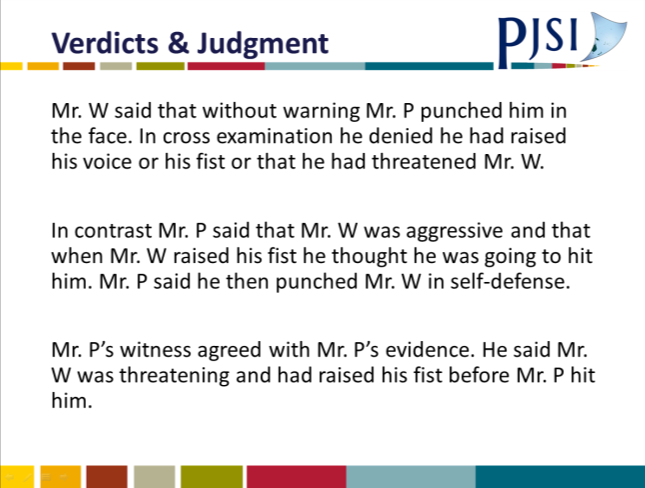 Verdicts & Judgment
PJSI
Mr. W said that without warning Mr. P punched him in
the face. In cross examination he denied he had raised
his voice or his fist or that he had threatened Mr. W.
In contrast Mr. P said that Mr. W was aggressive and that
when Mr. W raised his fist he thought he was going to hit
him. Mr. P said he then punched Mr. W in self-defense.
Mr. P’s witness agreed with Mr. P’s evidence. He said Mr.
W was threatening and had raised his fist before Mr. P hit
him.